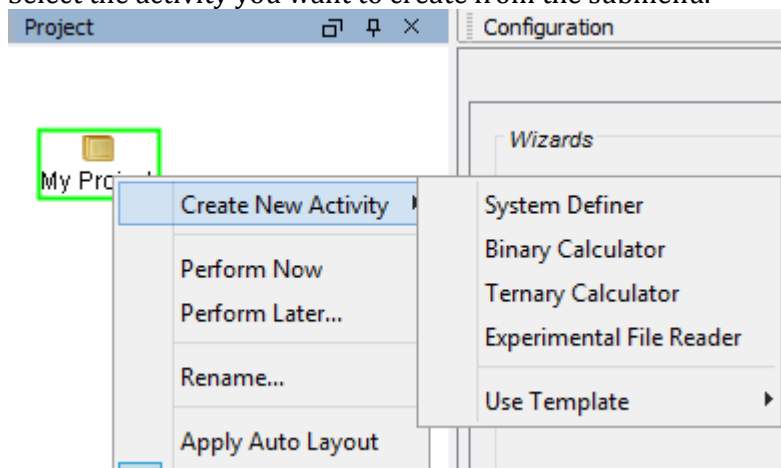 Select the activity you want to create from the submenu.
Project
Configuration
Wizards
My Pro
Create New Activity
System Definer
Binary Calculator
Perform Now
Ternary Calculator
Perform Later...
Experimental File Reader
Rename...
Use Template
Apply Auto Layout